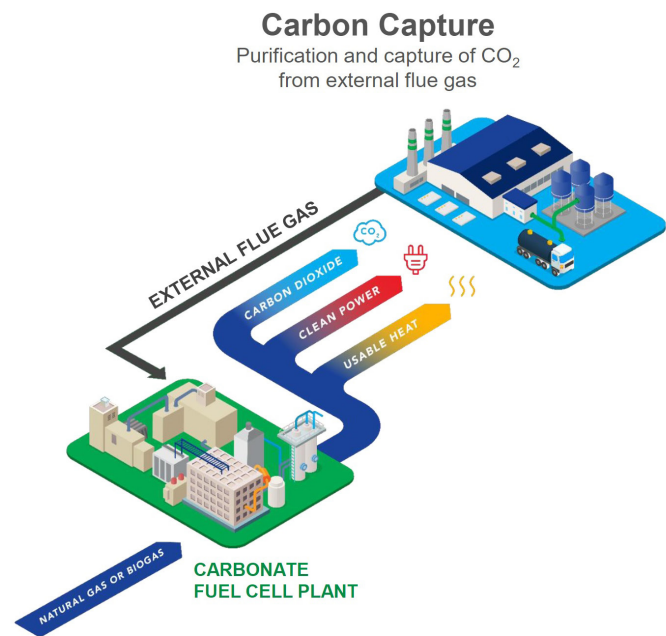 Carbon Capture
Purification and capture of CO₂
from external flue gas
EXTERNAL FLUE GAS
CO₂
CARBON DIOXIDE
CLEAN POWER
USABLE HEAT
NATURAL GAS OR BIOGAS
CARBONATE
FUEL CELL PLANT